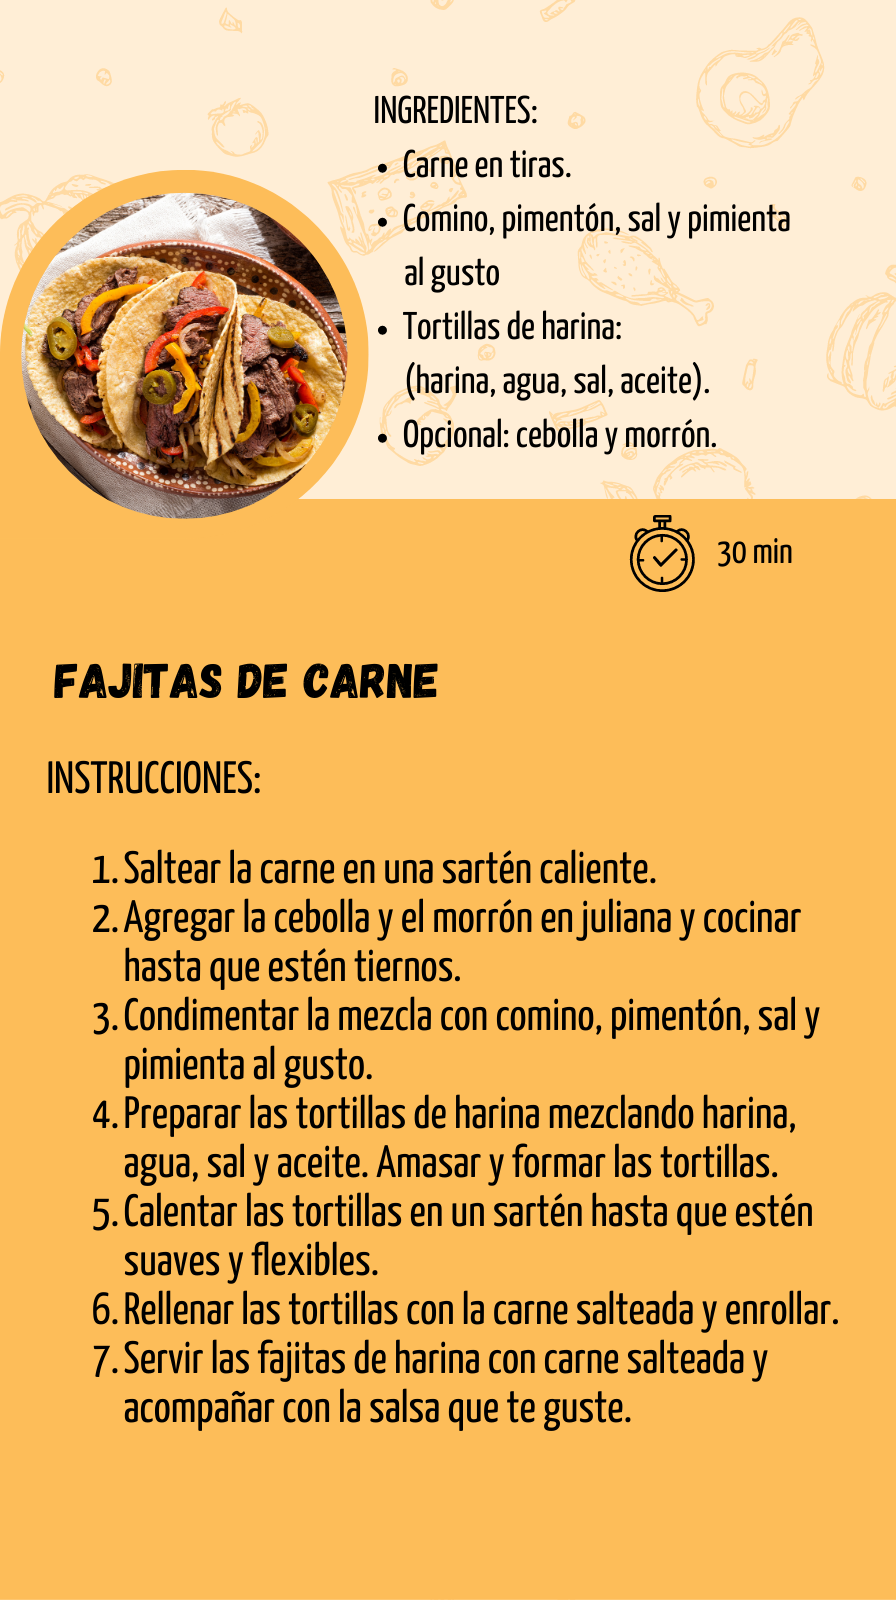 INGREDIENTES:
• Carne en tiras.
• Comino, pimentón, sal y pimienta
al gusto
• Tortillas de harina:
(harina, agua, sal, aceite).
• Opcional: cebolla y morrón.
30 min
FAJITAS DE CARNE
INSTRUCCIONES:
1. Saltear la carne en una sartén caliente.
2. Agregar la cebolla y el morrón en juliana y cocinar
hasta que estén tiernos.
3. Condimentar la mezcla con comino, pimentón, sal y
pimienta al gusto.
4. Preparar las tortillas de harina mezclando harina,
agua, sal y aceite. Amasar y formar las tortillas.
5. Calentar las tortillas en un sartén hasta que estén
suaves y flexibles.
6. Rellenar las tortillas con la carne salteada y enrollar.
7. Servir las fajitas de harina con carne salteada y
acompañar con la salsa que te guste.